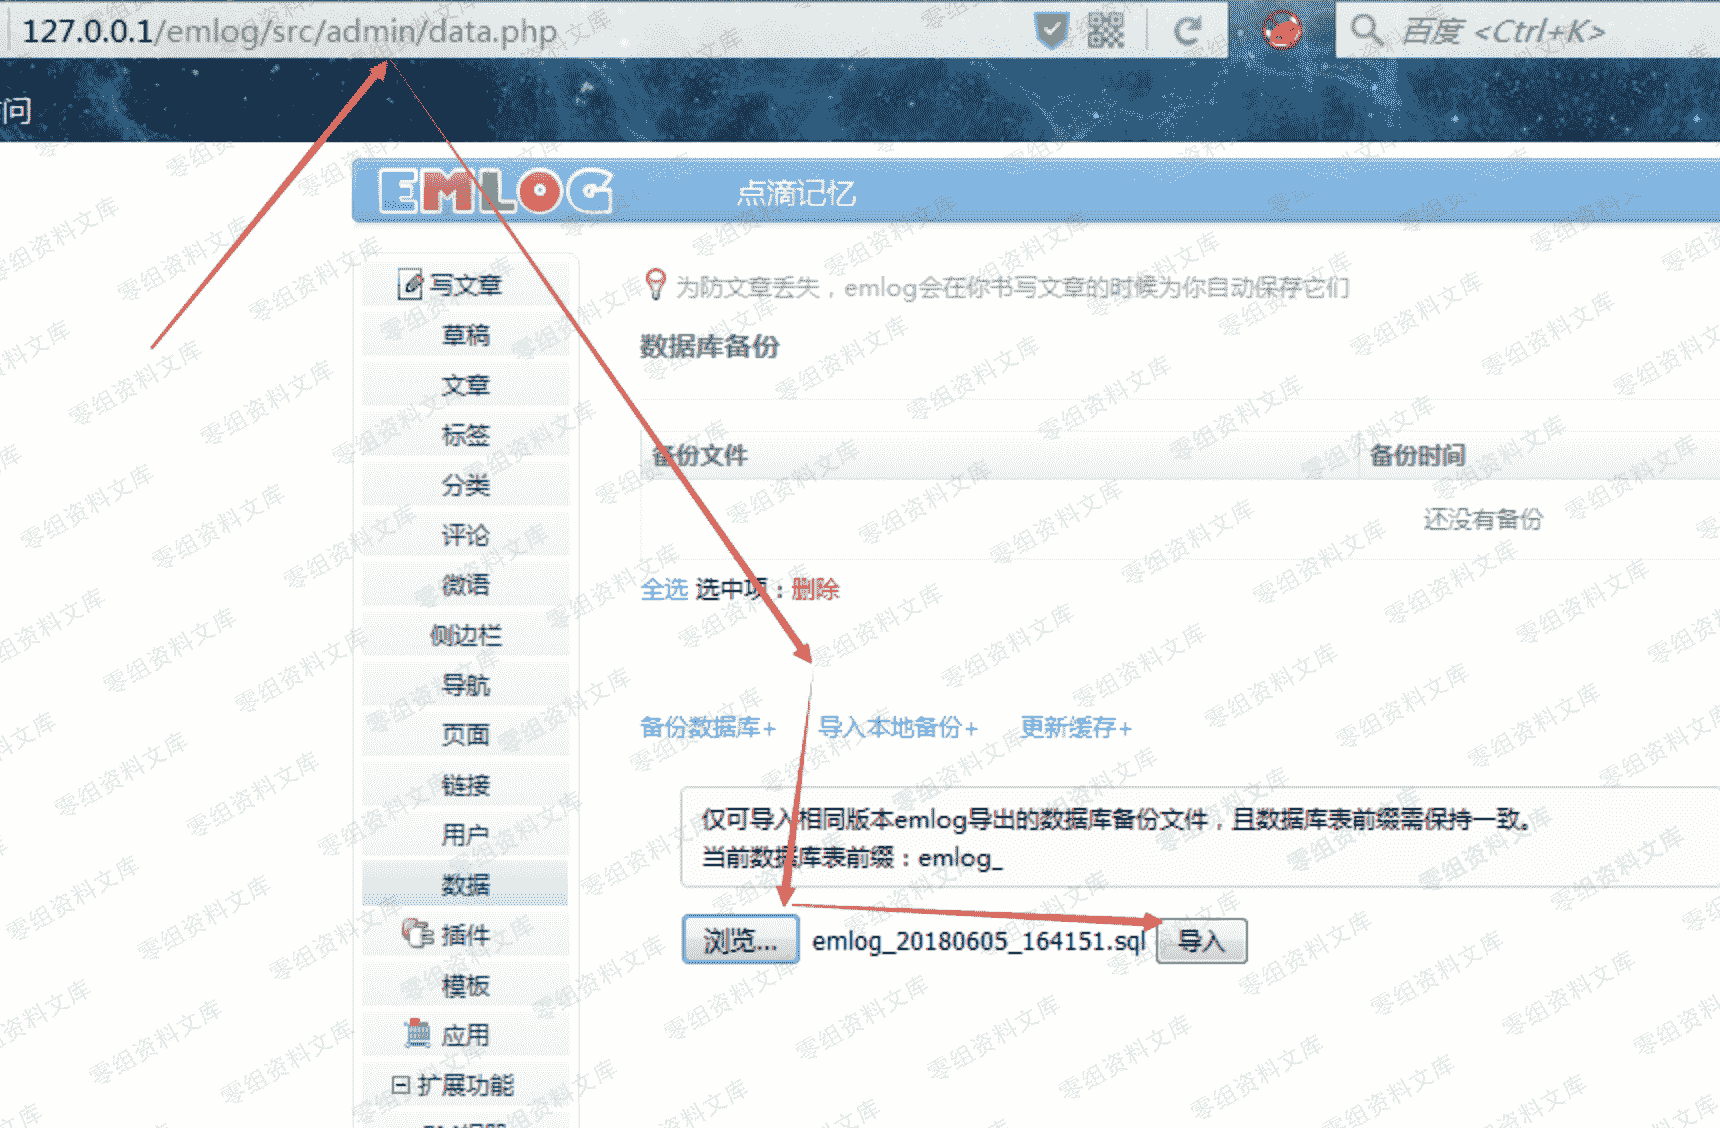 127.0.0.1/emlog/src/admin/data.php
百度 <Ctrl+K>
问
EMLOG
点滴记忆
写文章
草稿
文章
标签
分类
评论
微语
侧边栏
导航
页面
链接
用户
数据
插件
模板
应用
扩展功能
为防文章丢失，emlog会在你书写文章的时候为你自动保存它们
数据库备份
备份文件
备份时间
还没有备份
全选 选中项：删除
备份数据库+
导入本地备份+
更新缓存+
仅可导入相同版本emlog导出的数据库备份文件，且数据库表前缀需保持一致。
当前数据库表前缀：emlog_
浏览... emlog_20180605_164151.sql 导入
零组资料文库